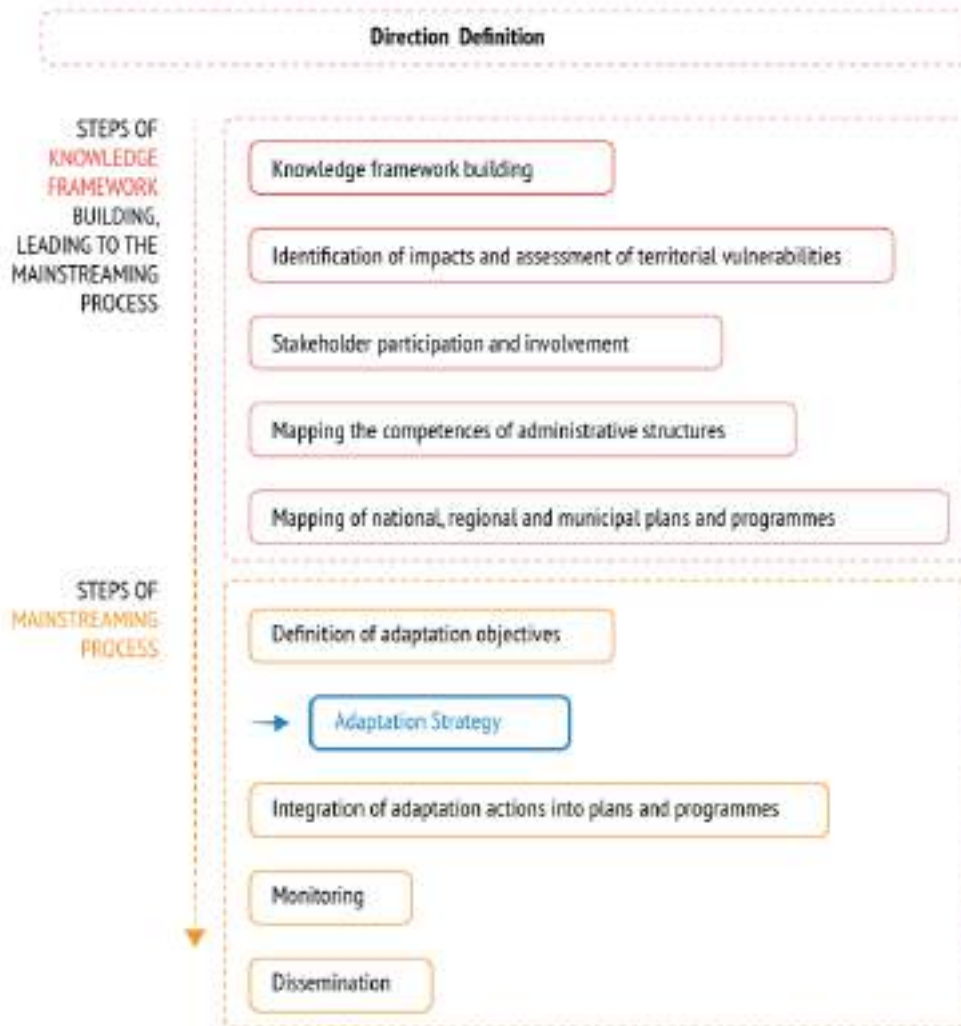 Direction Definition
STEPS OF
KNOWLEDGE
FRAMEWORK
BUILDING,
LEADING TO THE
MAINSTREAMING
PROCESS
Knowledge framework building
Identification of impacts and assessment of territorial vulnerabilities
Stakeholder participation and involvement
Mapping the competences of administrative structures
Mapping of national, regional and municipal plans and programmes
STEPS OF
MAINSTREAMING
PROCESS
Definition of adaptation objectives
Adaptation Strategy
Integration of adaptation actions into plans and programmes
Monitoring
Dissemination